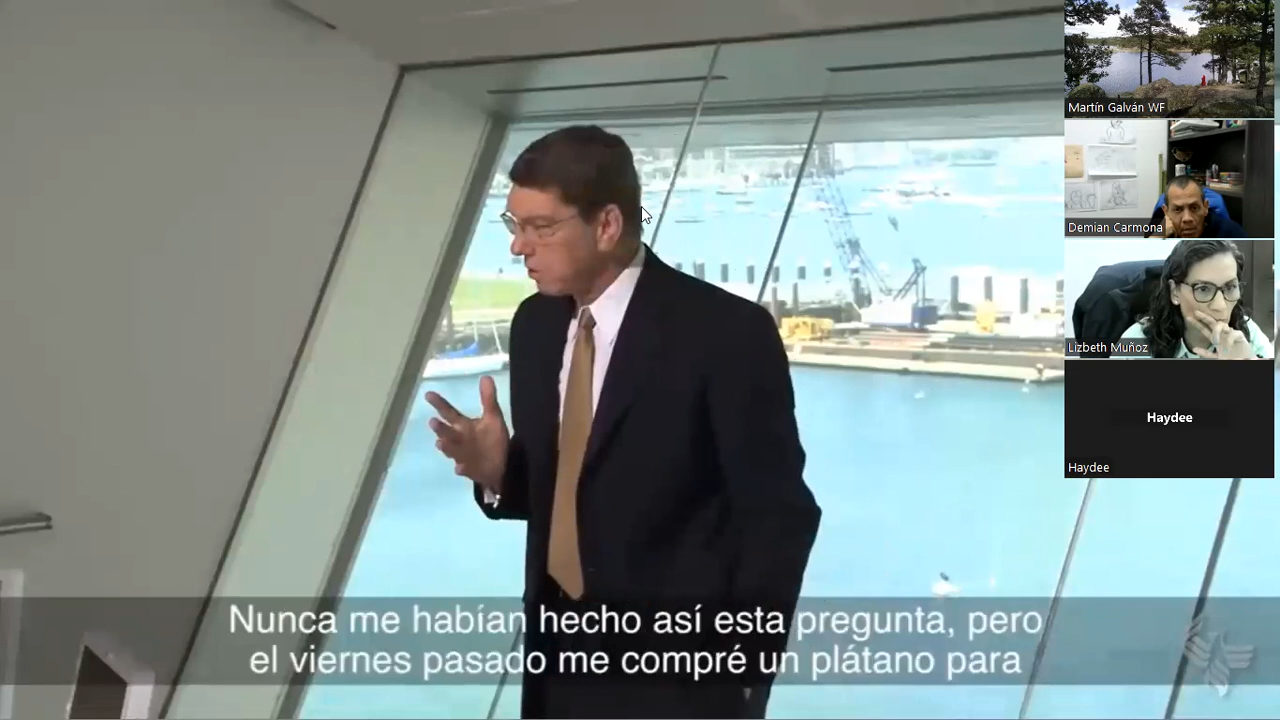 Martín Galván WF
Demian Carmona
Lizbeth Muñoz
Haydee
Haydee
Nunca me habían hecho así esta pregunta, pero
el viernes pasado me compré un plátano para